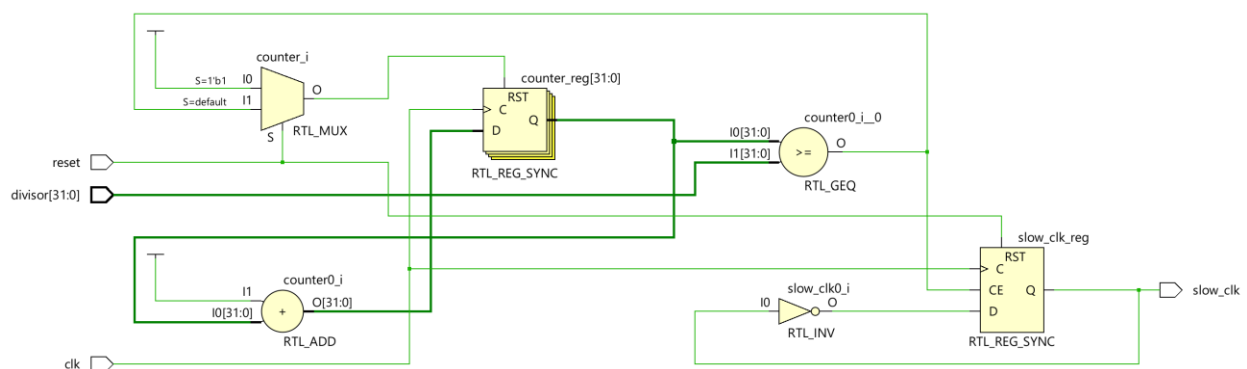 counter_i
S=1'b1 I0
S=default I1
O
S
RTL_MUX
counter_reg[31:0]
RST
C
D
Q
RTL_REG_SYNC
counter0_i__0
I0[31:0]
I1[31:0]
>=
O
RTL_GEQ
reset
divisor[31:0]
counter0_i
I1
I0[31:0]
+
O[31:0]
RTL_ADD
slow_clk0_i
I0
O
RTL_INV
slow_clk_reg
RST
C
CE
D
Q
RTL_REG_SYNC
slow_clk
clk